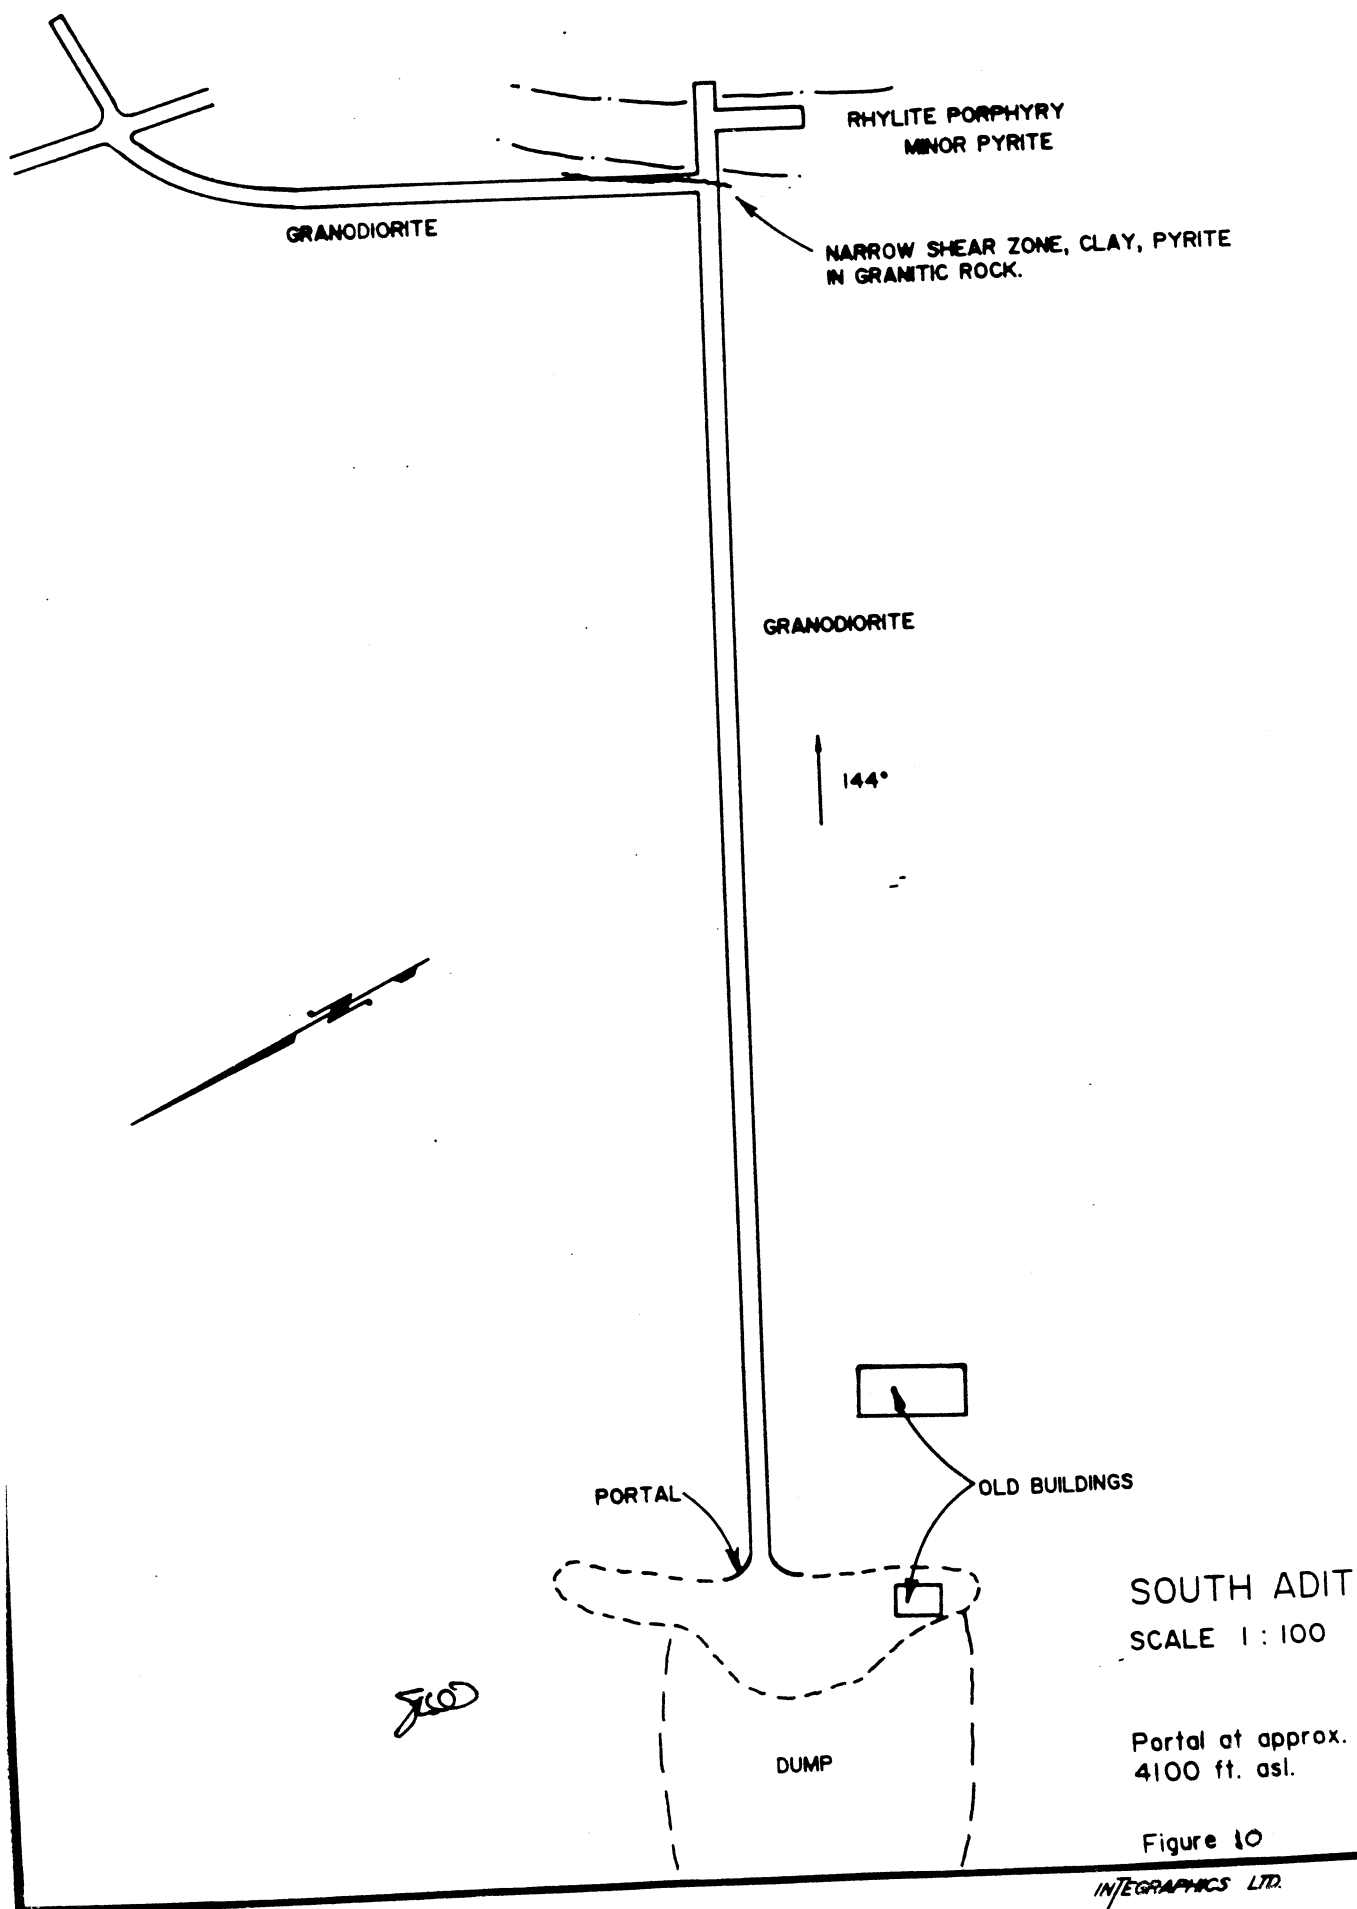 RHYLITE PORPHYRY
MINOR PYRITE
GRANODIORITE
NARROW SHEAR ZONE, CLAY, PYRITE
IN GRANITIC ROCK.
GRANODIORITE
144°
PORTAL
OLD BUILDINGS
SOUTH ADIT
SCALE 1 : 100
DUMP
Portal at approx.
4100 ft. asl.
Figure 10
INTEGRAPHICS LTD.